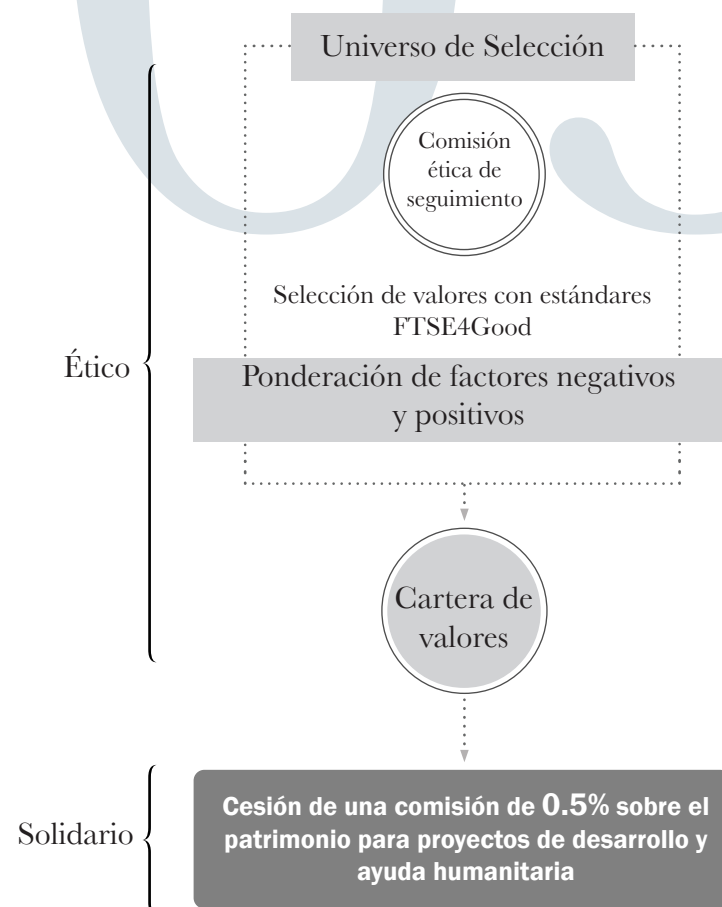 Universo de Selección
Comisión
ética de
seguimiento
Selección de valores con estándares
FTSE4Good
Ético
Ponderación de factores negativos
y positivos
Cartera de
valores
Solidario
Cesión de una comisión de 0.5% sobre el
patrimonio para proyectos de desarrollo y
ayuda humanitaria